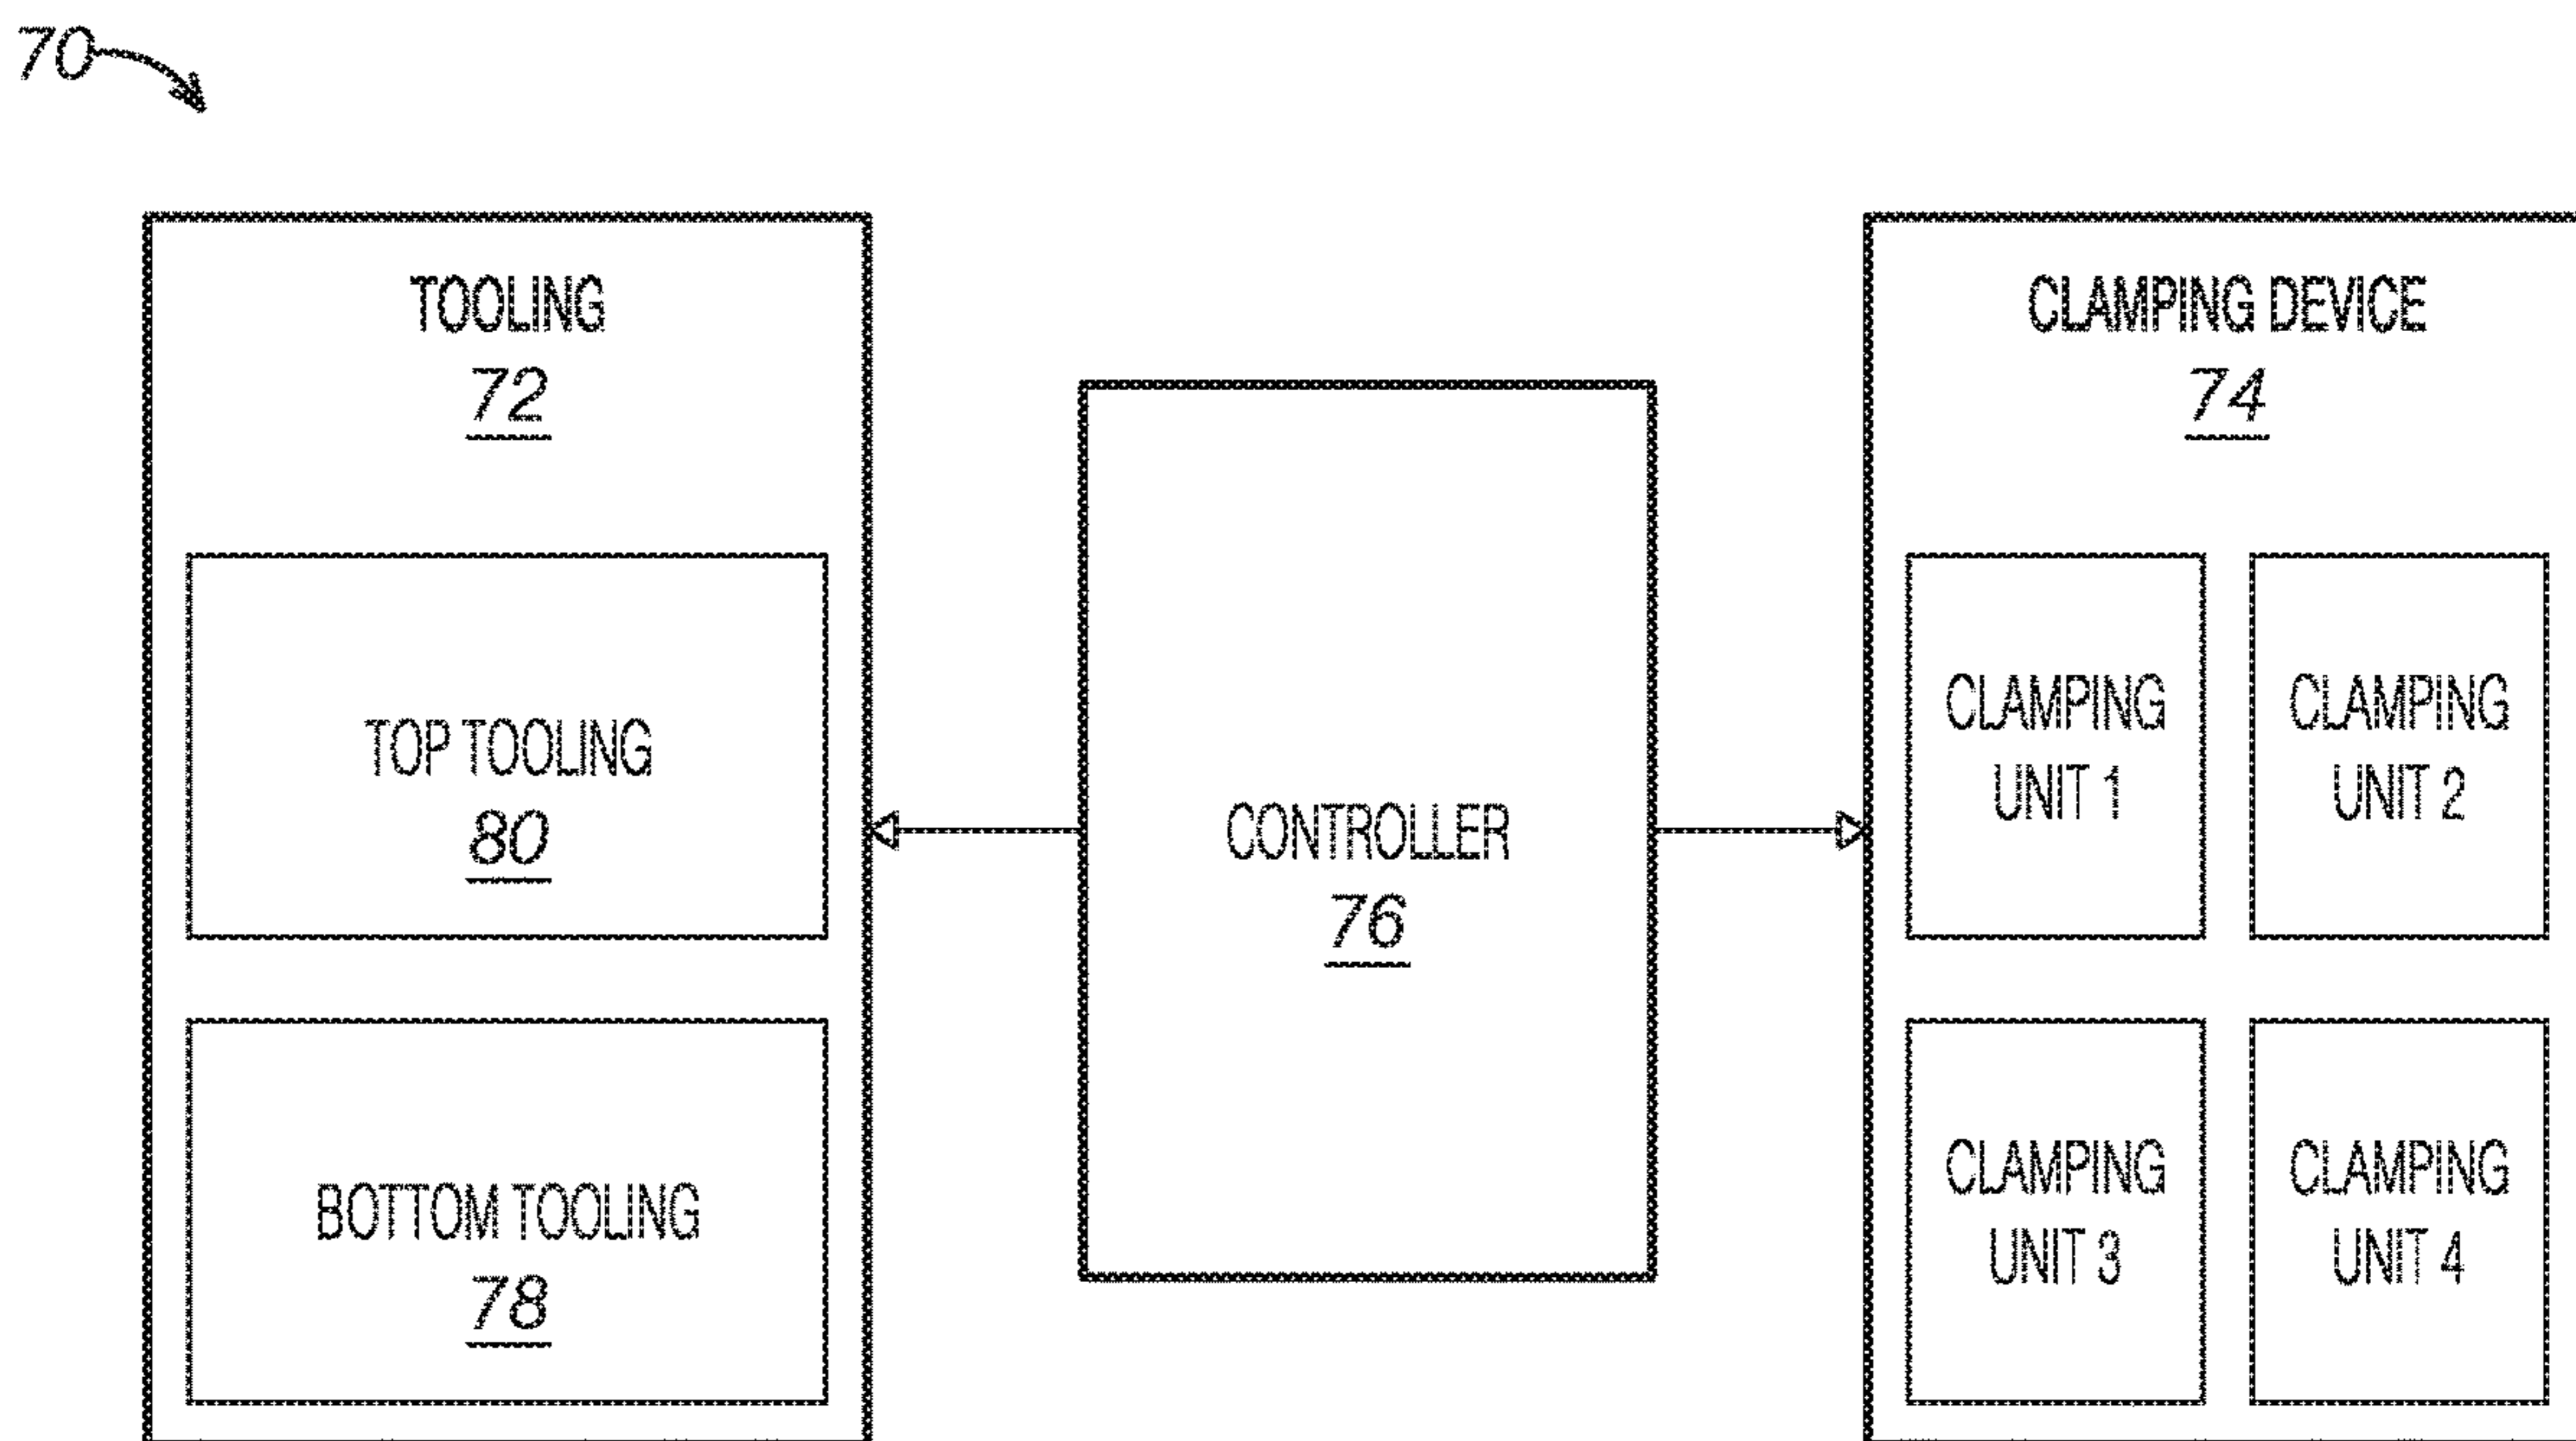 70
TOOLING
72
TOP TOOLING
80
BOTTOM TOOLING
78
CONTROLLER
76
CLAMPING DEVICE
74
CLAMPING
UNIT 1
CLAMPING
UNIT 2
CLAMPING
UNIT 3
CLAMPING
UNIT 4